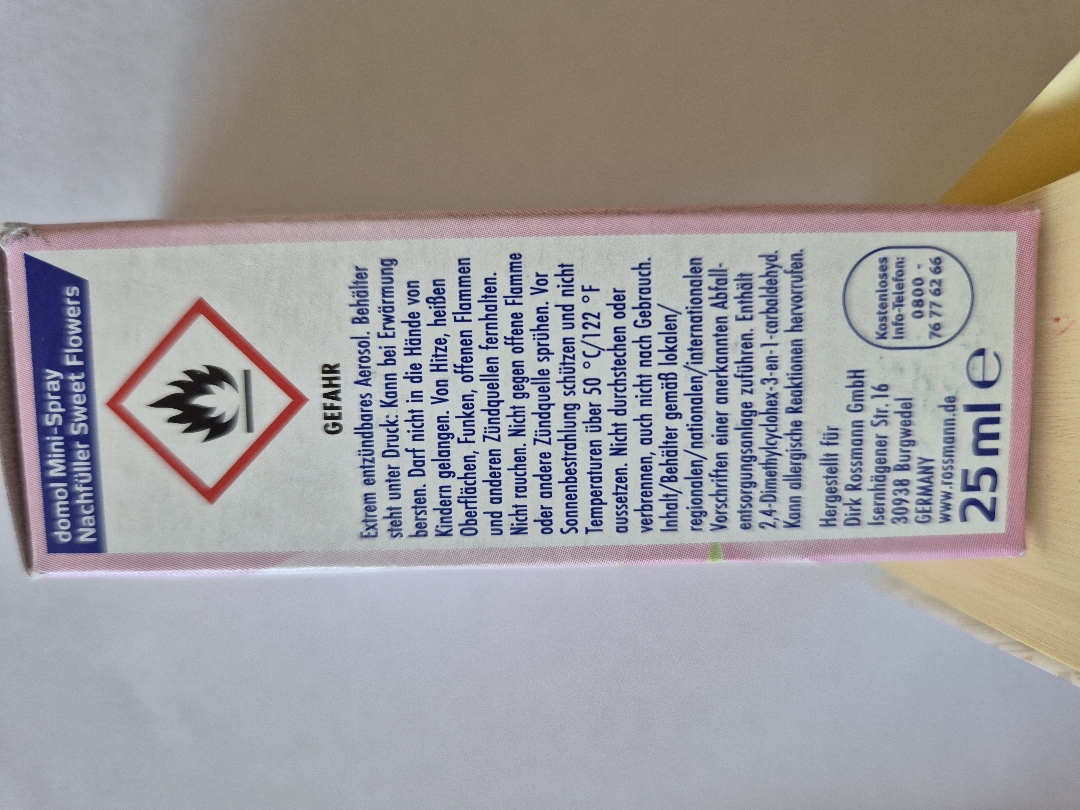 domol Mini-Spray
Nachfüller Sweet Flowers
GEFAHR
Extrem entzündbares Aerosol. Behälter
steht unter Druck: Kann bei Erwärmung
bersten. Darf nicht in die Hände von
Kindern gelangen. Von Hitze, heißen
Oberflächen, Funken, offenen Flammen
und anderen Zündquellen fernhalten.
Nicht rauchen. Nicht gegen offene Flamme
oder andere Zündquelle sprühen. Vor
Sonnenbestrahlung schützen und nicht
Temperaturen über 50 °C/122 °F
aussetzen. Nicht durchstechen oder
verbrennen, auch nicht nach Gebrauch.
Inhalt/Behälter gemäß lokalen/
regionalen/nationalen/internationalen
Vorschriften einer anerkannten Abfall-
entsorgungsanlage zuführen. Enthält
2,4-Dimethylcyclohex-3-en-1-carbaldehyd.
Kann allergische Reaktionen hervorrufen.
Hergestellt für
Dirk Rossmann GmbH
Isernhägener Str. 16
30938 Burgwedel
GERMANY
www.rossmann.de
Kostenloses
Info-Telefon:
0800 -
76 77 62 66
25 ml ℮